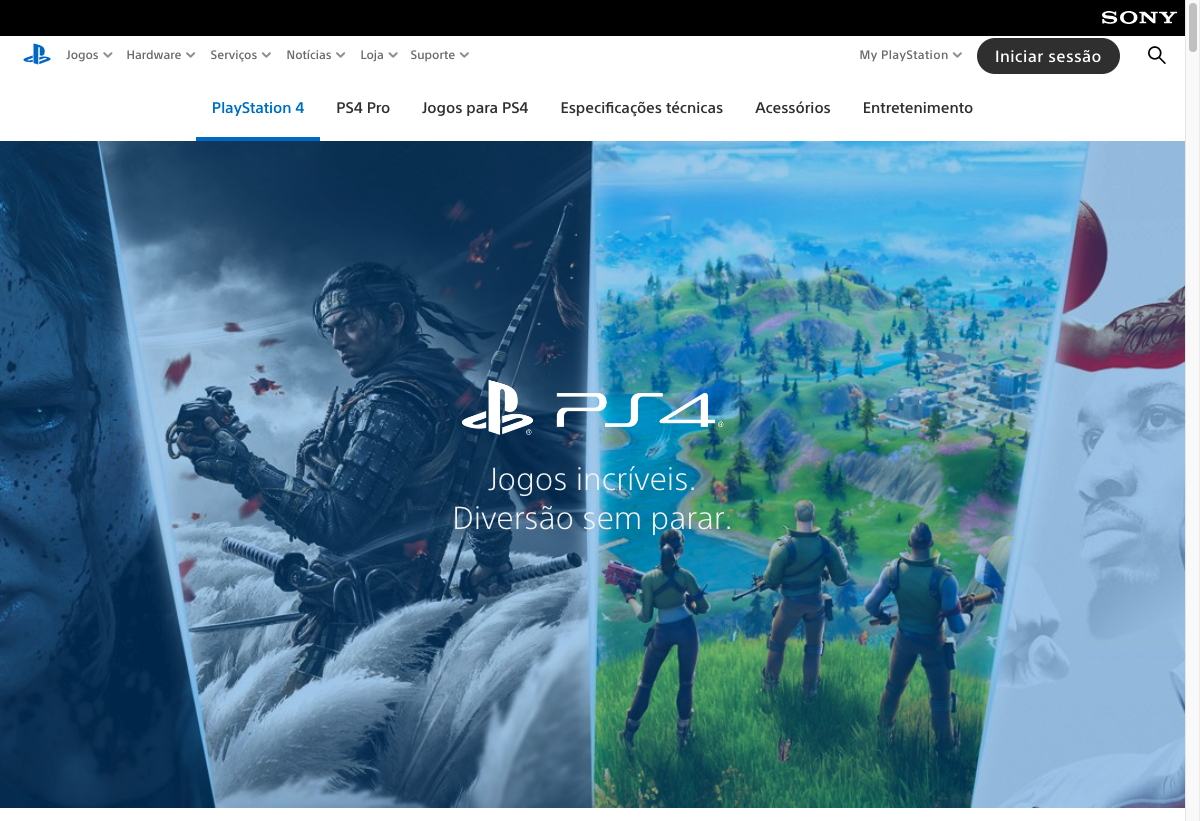 SONY
Jogos Hardware Serviços Notícias Loja Suporte My PlayStation Iniciar sessão
PlayStation 4 PS4 Pro Jogos para PS4 Especificações técnicas Acessórios Entretenimento
PS4
Jogos incríveis.
Diversão sem parar.